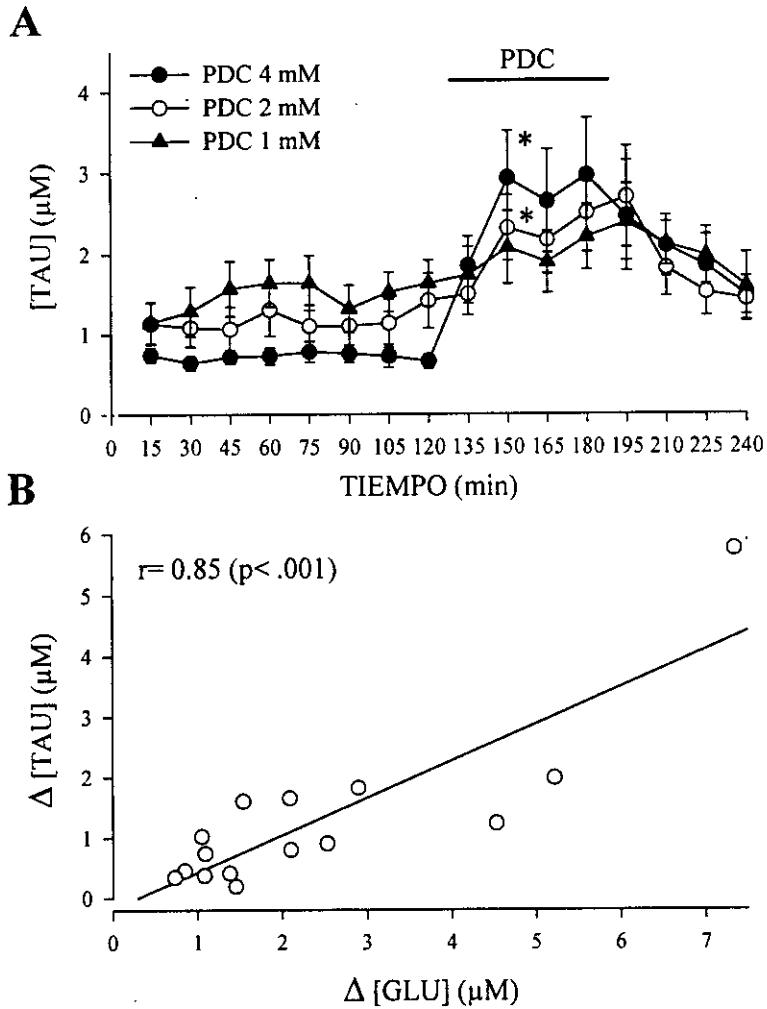 A
PDC
PDC 4 mM
PDC 2 mM
PDC 1 mM
*
*
[TAU] (μM)
4
3
2
1
0
0 15 30 45 60 75 90 105 120 135 150 165 180 195 210 225 240
TIEMPO (min)
B
r= 0.85 (p< .001)
Δ [TAU] (μM)
6
5
4
3
2
1
0
0 1 2 3 4 5 6 7
Δ [GLU] (μM)